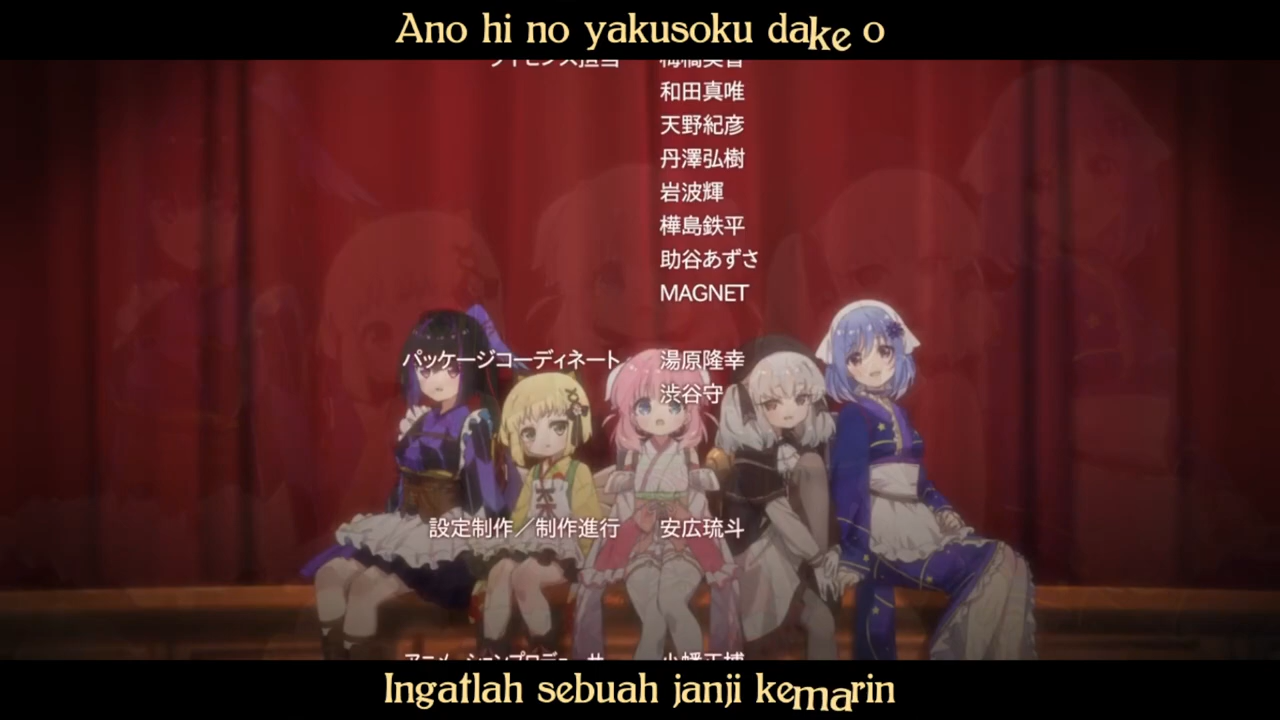 Ano hi no yakusoku dake o
和田真唯
天野紀彦
丹澤弘樹
岩波輝
樺島鉄平
助谷あずさ
MAGNET
パッケージコーディネート 湯原隆幸
渋谷守
設定制作／制作進行 安広琉斗
Ingatlah sebuah janji kemarin